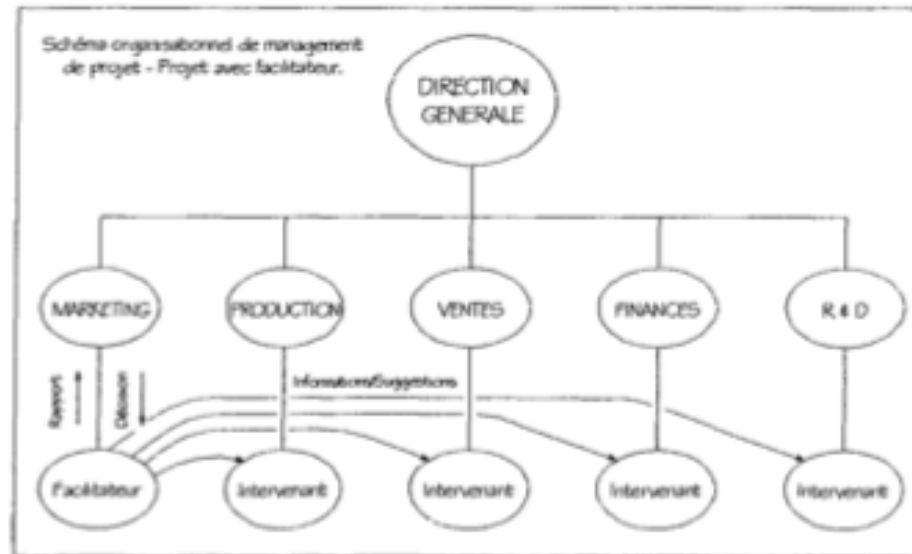 Schéma organisationnel de management
de projet - Projet avec facilitateur.
DIRECTION
GENERALE
MARKETING
PRODUCTION
VENTES
FINANCES
R & D
Rapport
Décision
Informations/Suggestions
Facilitateur
Intervenant
Intervenant
Intervenant
Intervenant